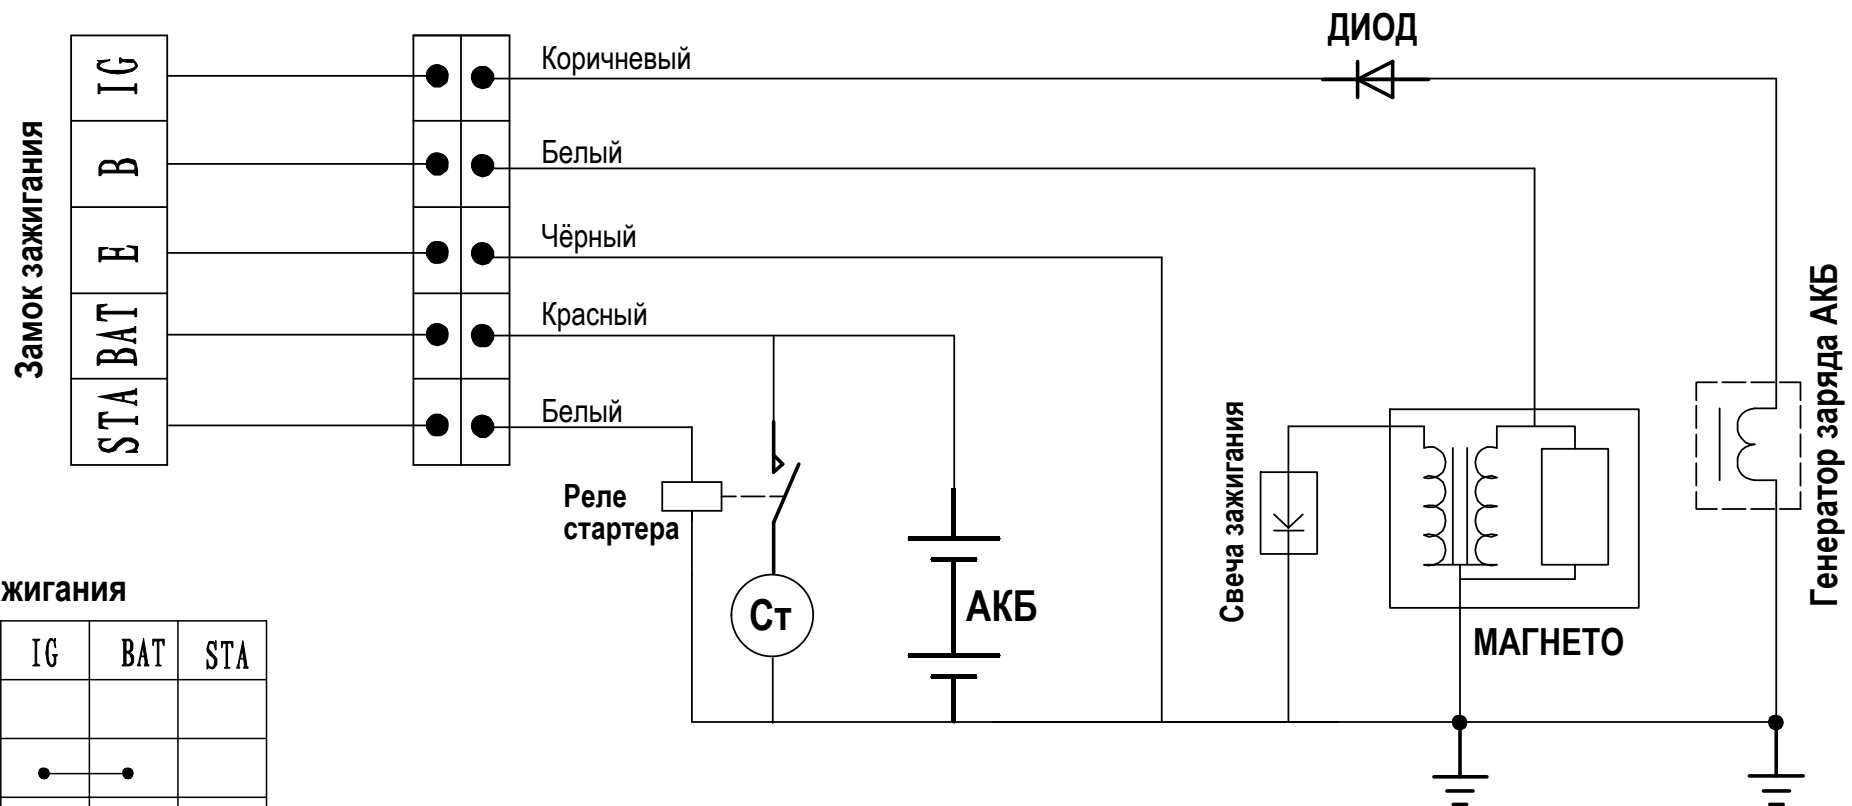 ДИОД
Замок зажигания
IG
B
E
BAT
STA
Коричневый
Белый
Чёрный
Красный
Белый
Реле
стартера
Ст
АКБ
Свеча зажигания
МАГНЕТО
Генератор заряда АКБ
жигания
IG BAT STA